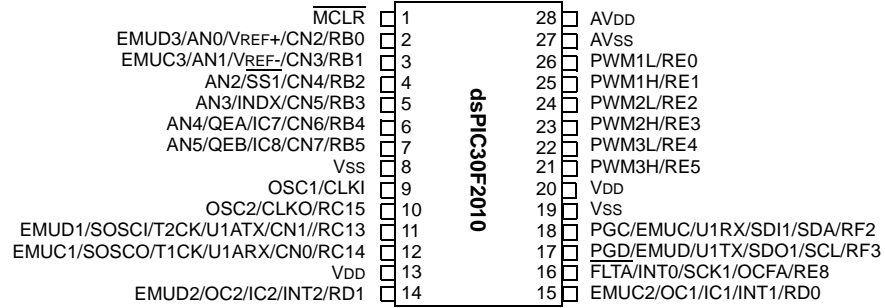 MCLR 1 28 AVDD
EMUD3/AN0/VREF+/CN2/RB0 2 27 AVSS
EMUC3/AN1/VREF-/CN3/RB1 3 26 PWM1L/RE0
AN2/SS1/CN4/RB2 4 25 PWM1H/RE1
AN3/INDX/CN5/RB3 5 24 PWM2L/RE2
AN4/QEA/IC7/CN6/RB4 6 23 PWM2H/RE3
AN5/QEB/IC8/CN7/RB5 7 22 PWM3L/RE4
VSS 8 21 PWM3H/RE5
OSC1/CLKI 9 20 VDD
OSC2/CLKO/RC15 10 19 VSS
EMUD1/SOSCI/T2CK/U1ATX/CN1//RC13 11 18 PGC/EMUC/U1RX/SDI1/SDA/RF2
EMUC1/SOSCO/T1CK/U1ARX/CN0/RC14 12 17 PGD/EMUD/U1TX/SDO1/SCL/RF3
VDD 13 16 FLTA/INT0/SCK1/OCFA/RE8
EMUD2/OC2/IC2/INT2/RD1 14 15 EMUC2/OC1/IC1/INT1/RD0
dsPIC30F2010